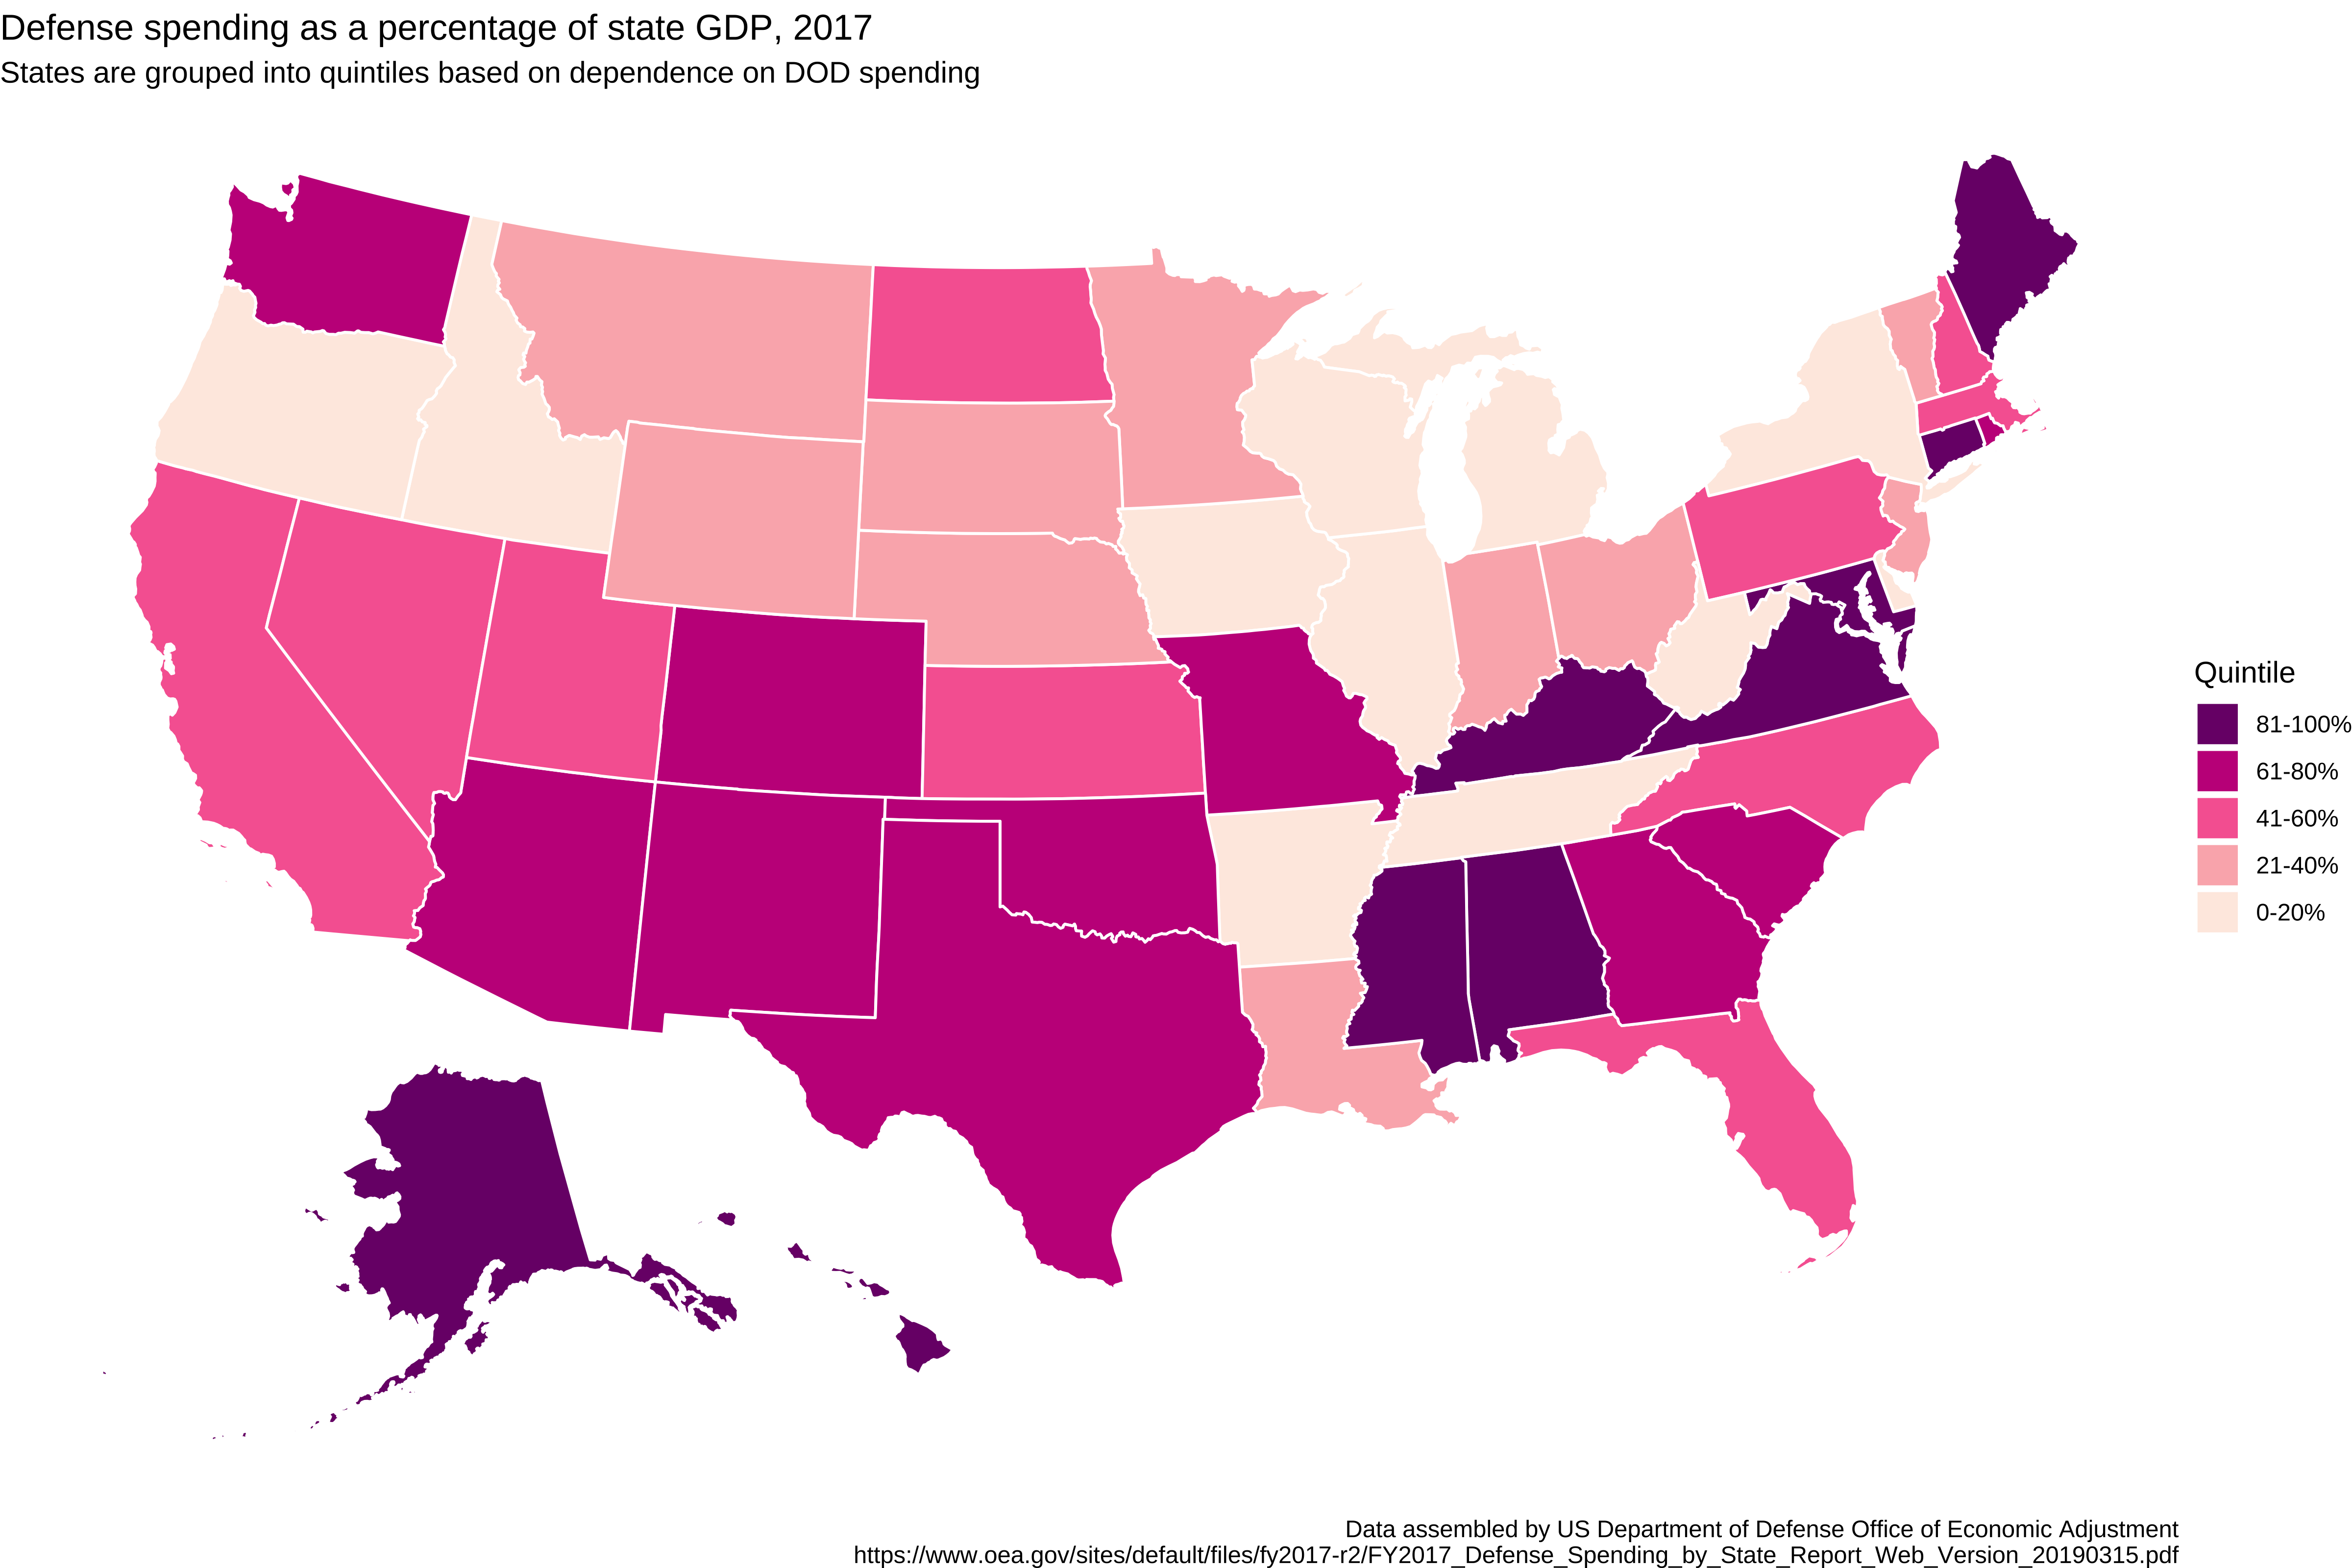 Defense spending as a percentage of state GDP, 2017
States are grouped into quintiles based on dependence on DOD spending
Quintile
81-100%
61-80%
41-60%
21-40%
0-20%
Data assembled by US Department of Defense Office of Economic Adjustment
https://www.oea.gov/sites/default/files/fy2017-r2/FY2017_Defense_Spending_by_State_Report_Web_Version_20190315.pdf